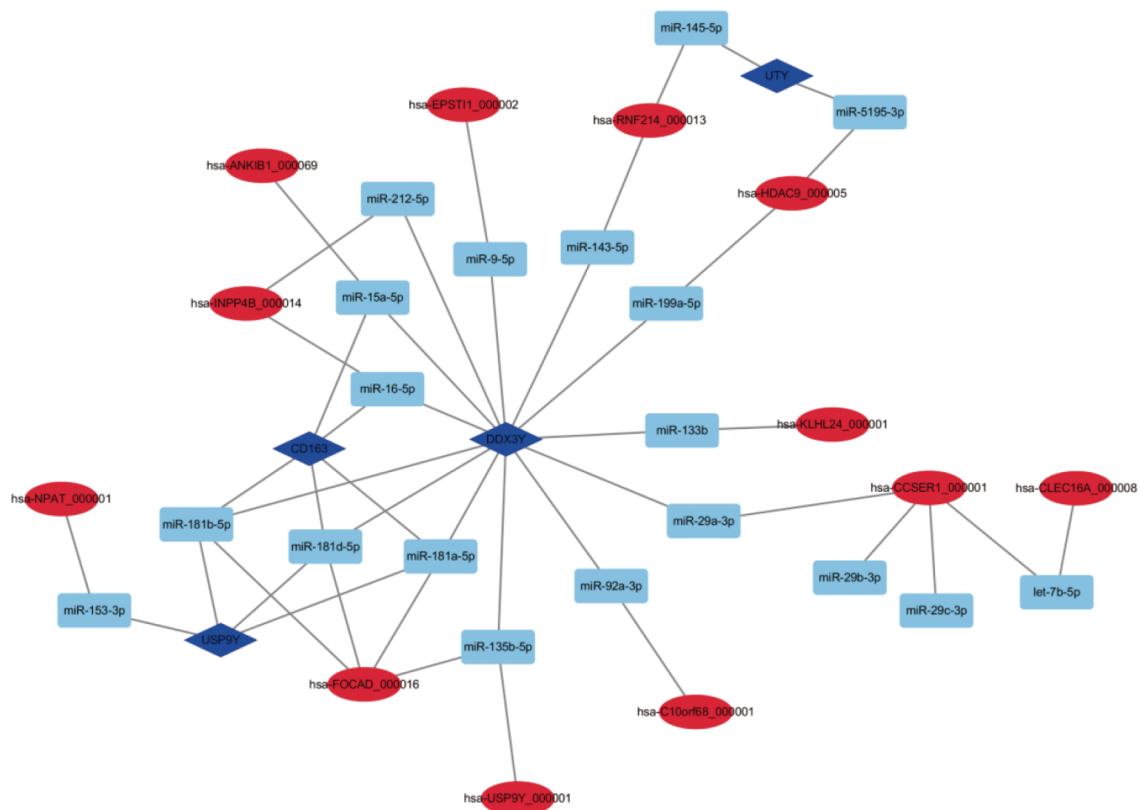 miR-145-5p
UTY
hsa-EPSTI1_000002
miR-5195-3p
hsa-RNF214_000013
hsa-ANKIB1_000069
hsa-HDAC9_000005
miR-212-5p
miR-143-5p
miR-9-5p
miR-15a-5p
hsa-INPP4B_000014
miR-199a-5p
miR-16-5p
hsa-KLHL24_000001
miR-133b
DDX3Y
CD163
hsa-NPAT_000001
hsa-CCSER1_000001
hsa-CLEC16A_000008
miR-181b-5p
miR-29a-3p
miR-181d-5p
miR-181a-5p
miR-29b-3p
miR-92a-3p
let-7b-5p
miR-153-3p
miR-29c-3p
USP9Y
miR-135b-5p
hsa-FOCAD_000016
hsa-C10orf68_000001
hsa-USP9Y_000001